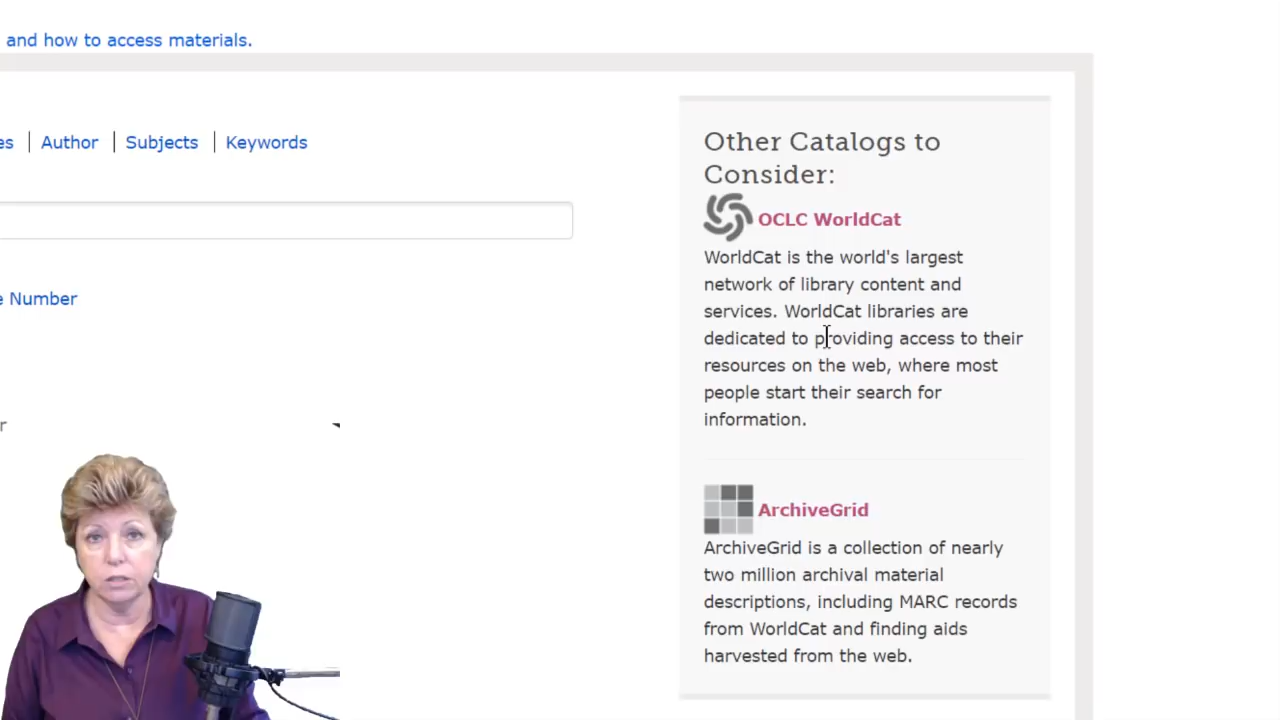 and how to access materials.
es | Author | Subjects | Keywords
Other Catalogs to
Consider:
OCLC WorldCat
WorldCat is the world's largest
network of library content and
services. WorldCat libraries are
dedicated to providing access to their
resources on the web, where most
people start their search for
information.
e Number
r
ArchiveGrid
ArchiveGrid is a collection of nearly
two million archival material
descriptions, including MARC records
from WorldCat and finding aids
harvested from the web.